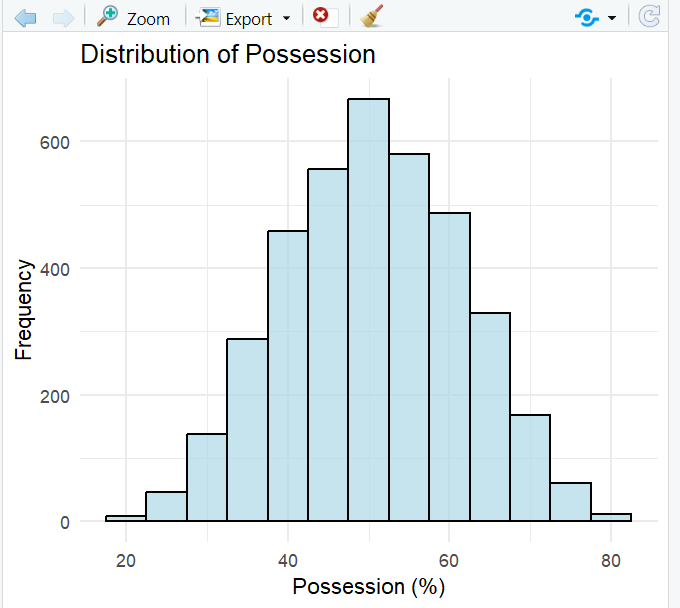 Zoom Export
Distribution of Possession
600
400
200
0
Frequency
20 40 60 80
Possession (%)